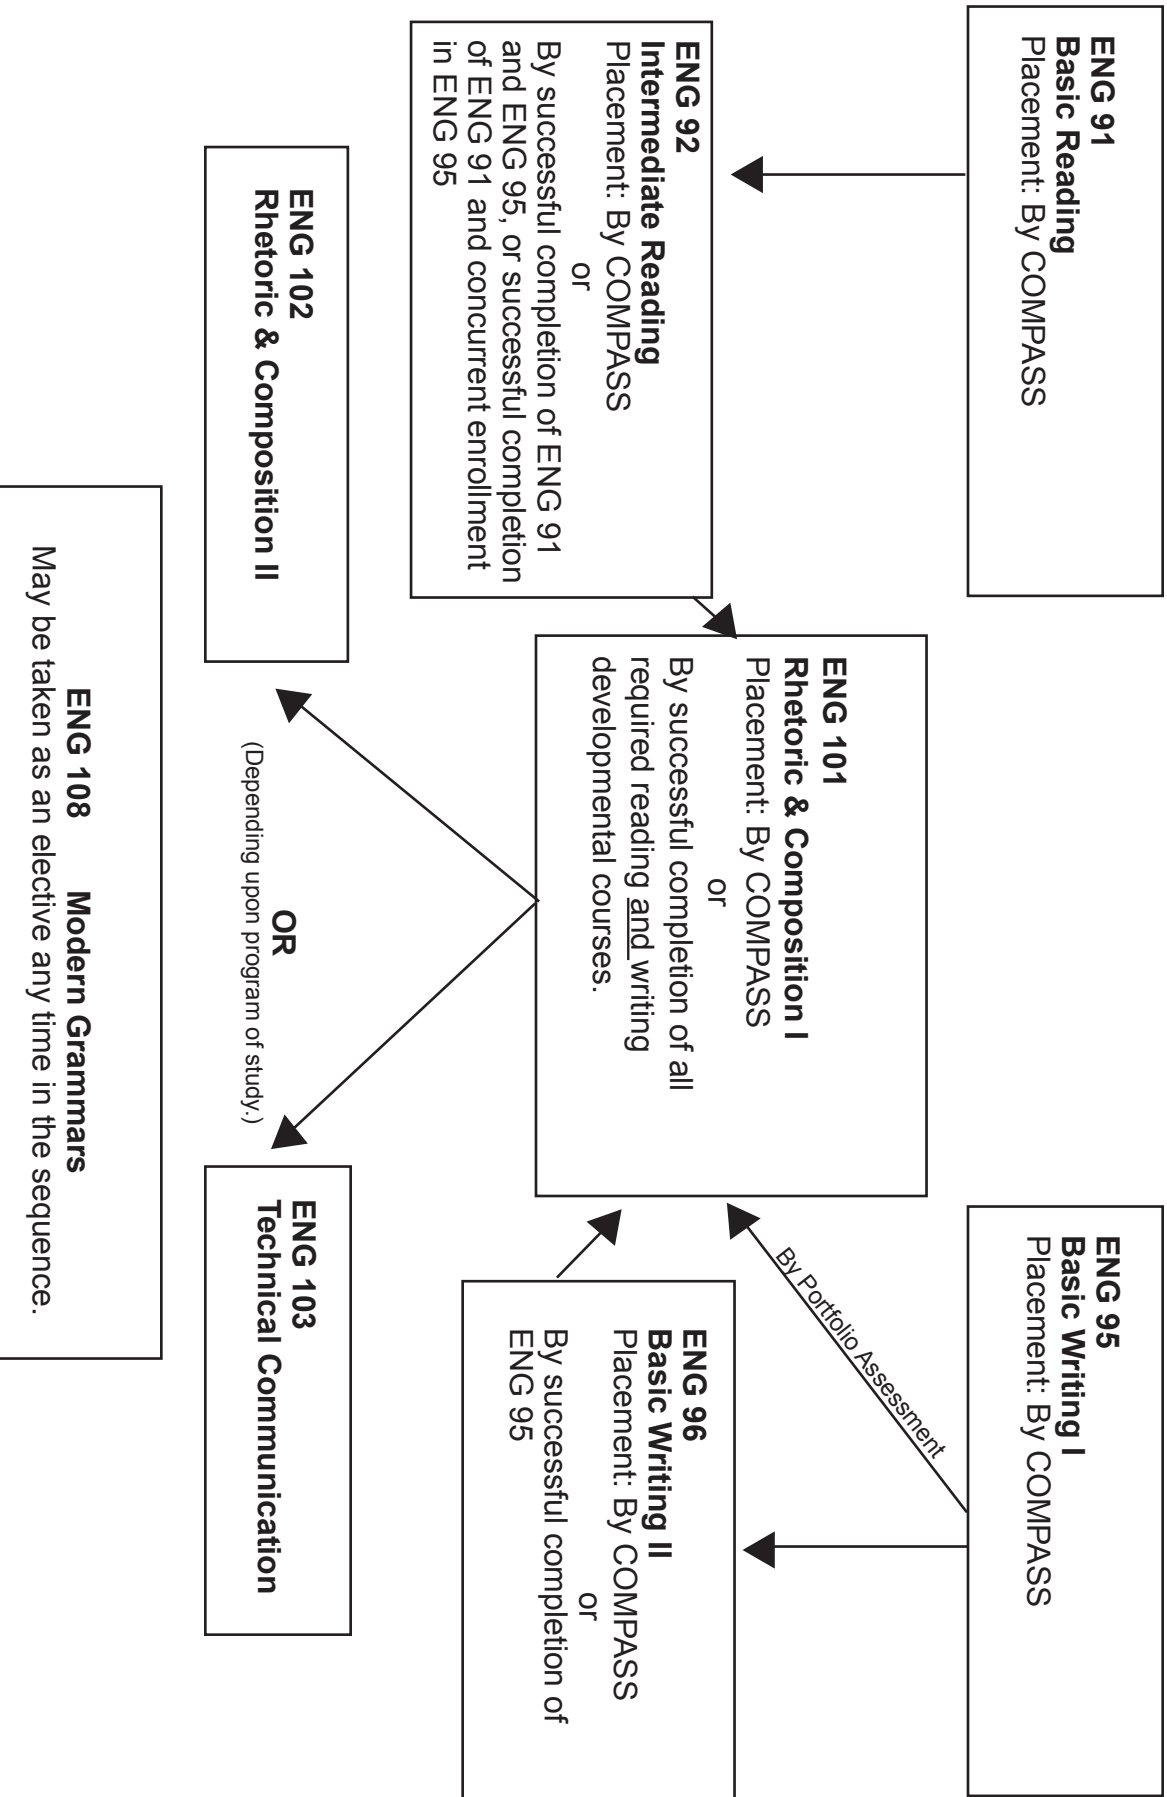 ENG 91
Basic Reading
Placement: By COMPASS
ENG 95
Basic Writing I
Placement: By COMPASS
By Portfolio Assessment
ENG 92
Intermediate Reading
Placement: By COMPASS
or
By successful completion of ENG 91
and ENG 95, or successful completion
of ENG 91 and concurrent enrollment
in ENG 95
ENG 101
Rhetoric & Composition I
Placement: By COMPASS
or
By successful completion of all
required reading and writing
developmental courses.
ENG 96
Basic Writing II
Placement: By COMPASS
or
By successful completion of
ENG 95
ENG 102
Rhetoric & Composition II
OR
(Depending upon program of study.)
ENG 103
Technical Communication
ENG 108 Modern Grammars
May be taken as an elective any time in the sequence.